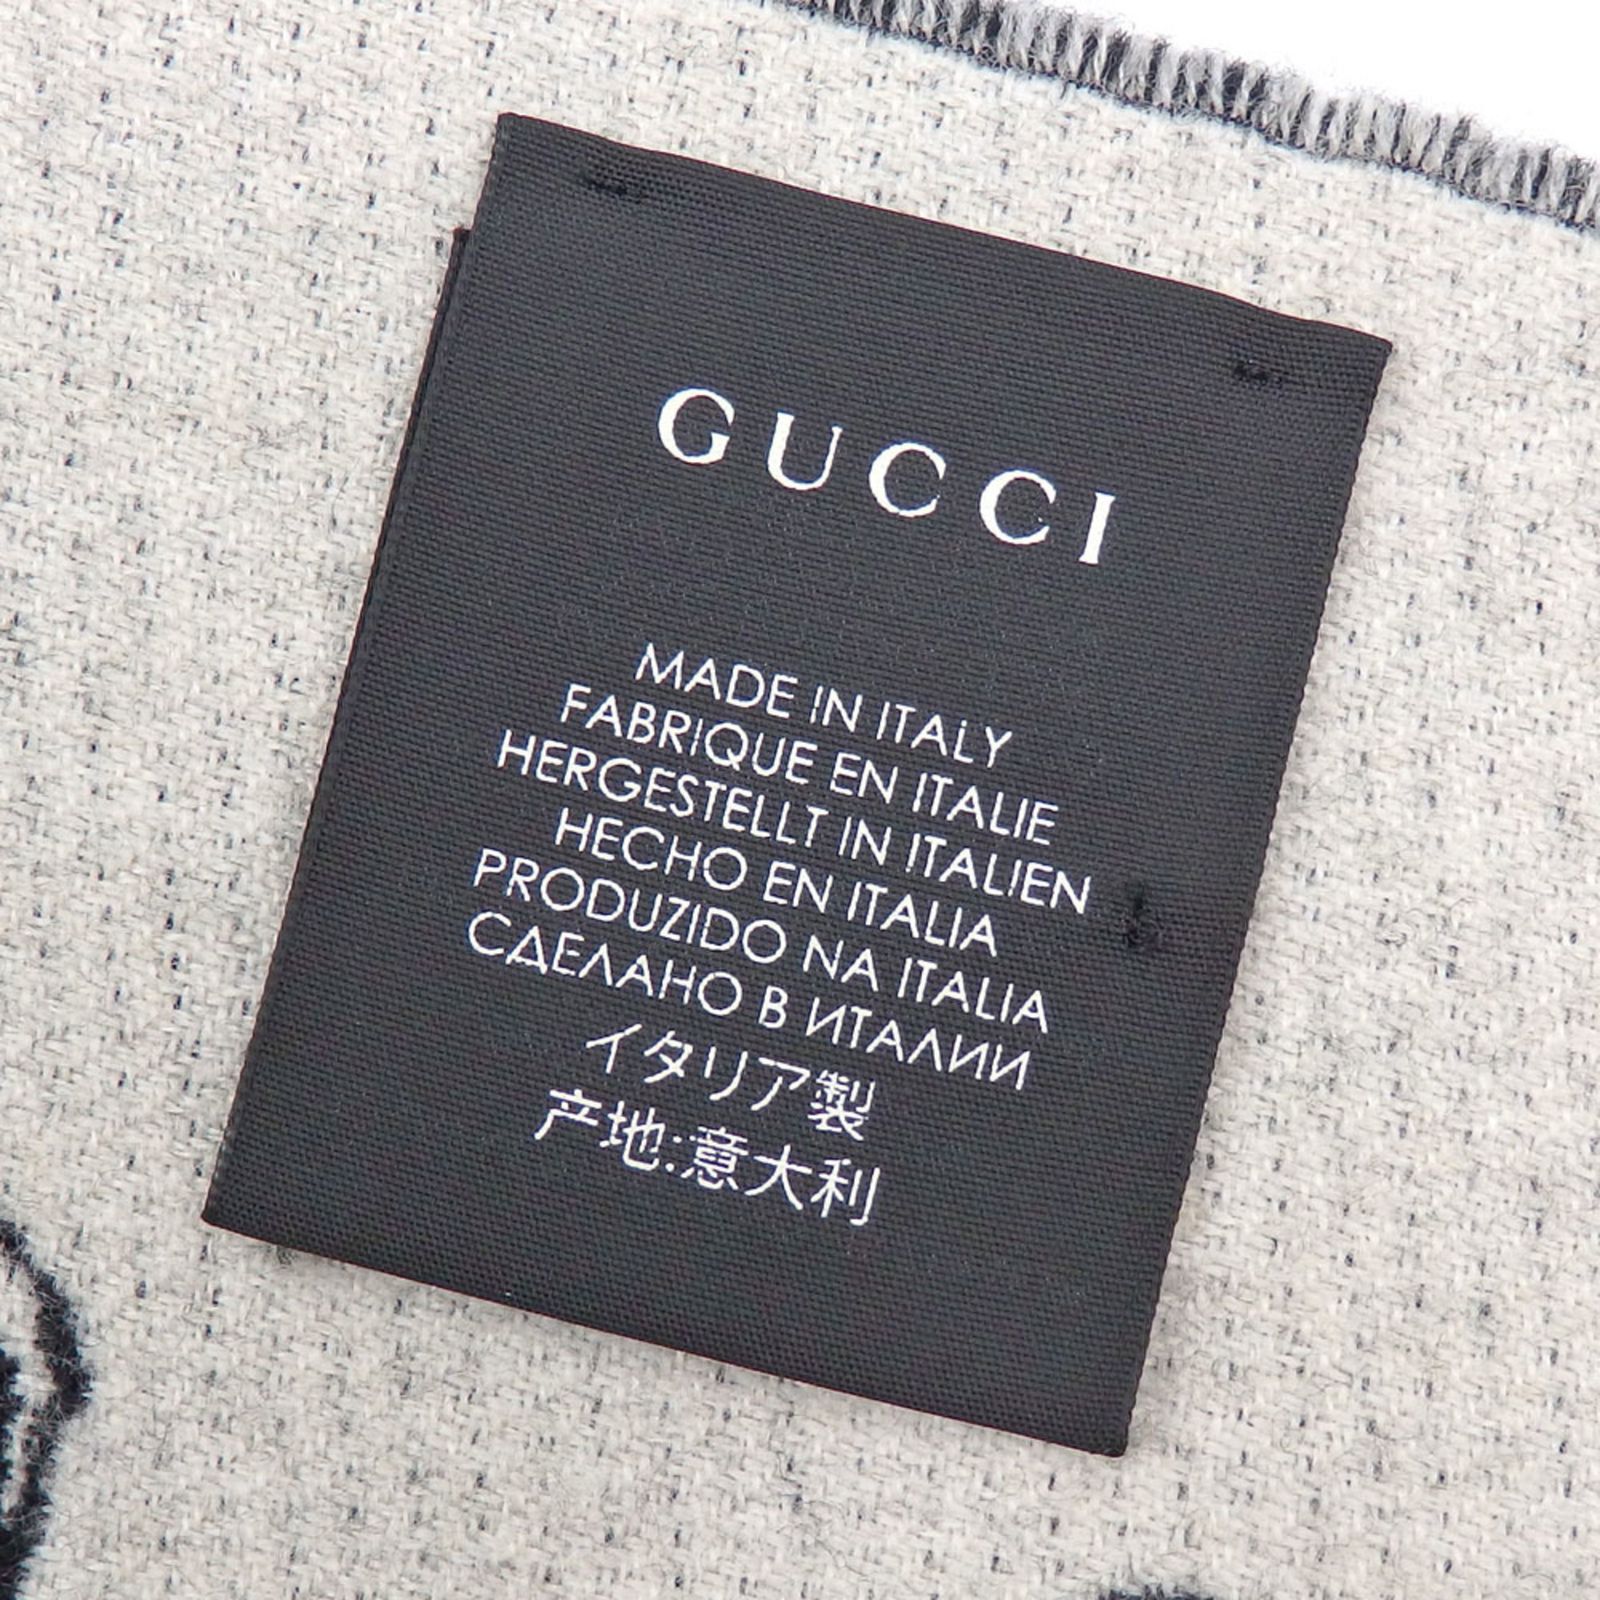 GUCCI
MADE IN ITALY
FABRIQUE EN ITALIE
HERGESTELLT IN ITALIEN
HECHO EN ITALIA
PRODUZIDO NA ITALIA
СДЕЛАНО В ИТАЛИИ
イタリア製
产地:意大利